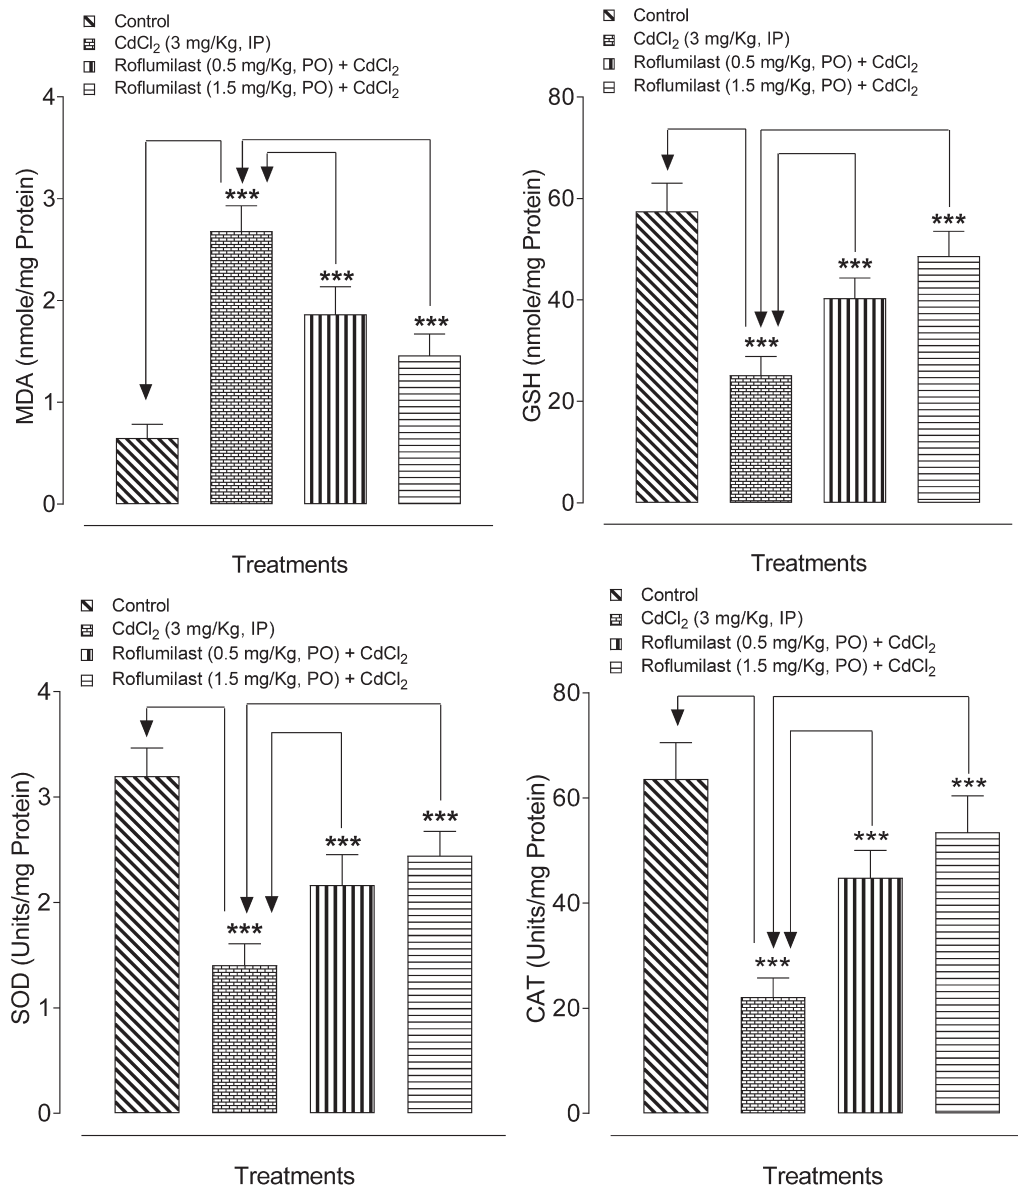 Control
CdCl2 (3 mg/Kg, IP)
Roflumilast (0.5 mg/Kg, PO) + CdCl2
Roflumilast (1.5 mg/Kg, PO) + CdCl2
MDA (nmole/mg Protein)
4
3
2
1
0
***
***
***
Treatments
Control
CdCl2 (3 mg/Kg, IP)
Roflumilast (0.5 mg/Kg, PO) + CdCl2
Roflumilast (1.5 mg/Kg, PO) + CdCl2
GSH (nmole/mg Protein)
80
60
40
20
0
***
***
***
Treatments
Control
CdCl2 (3 mg/Kg, IP)
Roflumilast (0.5 mg/Kg, PO) + CdCl2
Roflumilast (1.5 mg/Kg, PO) + CdCl2
SOD (Units/mg Protein)
4
3
2
1
0
***
***
***
Treatments
Control
CdCl2 (3 mg/Kg, IP)
Roflumilast (0.5 mg/Kg, PO) + CdCl2
Roflumilast (1.5 mg/Kg, PO) + CdCl2
CAT (Units/mg Protein)
80
60
40
20
0
***
***
***
Treatments